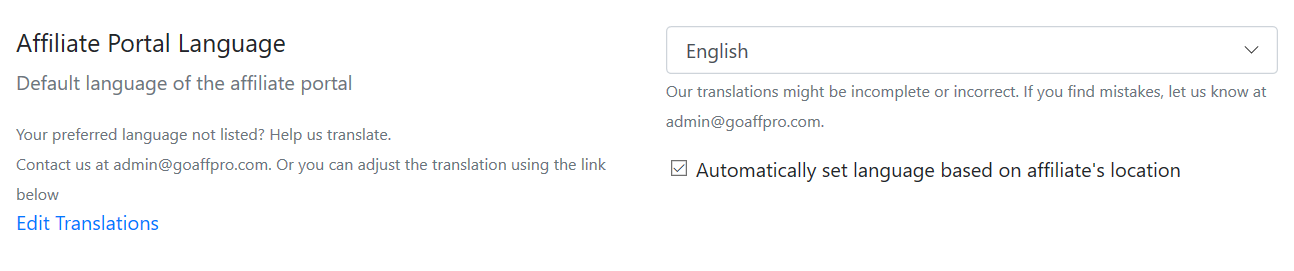 Affiliate Portal Language
Default language of the affiliate portal
Your preferred language not listed? Help us translate.
Contact us at admin@goaffpro.com. Or you can adjust the translation using the link
below
Edit Translations
English
Our translations might be incomplete or incorrect. If you find mistakes, let us know at
admin@goaffpro.com.
Automatically set language based on affiliate's location